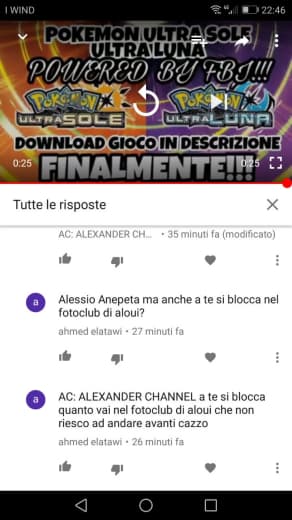 I WIND
22:46
POKEMON ULTRA SOLE
ULTRA LUNA
POWERED BY FBI!!!
POKéMON POKéMON
ULTRASOLE ULTRALUNA
DOWNLOAD GIOCO IN DESCRIZIONE
0:25 FINALMENTE!!! 0:25
Tutte le risposte
AC: ALEXANDER CH... • 35 minuti fa (modificato)
a
Alessio Anepeta ma anche a te si blocca nel
fotoclub di aloui?
ahmed elatawi • 27 minuti fa
a
AC: ALEXANDER CHANNEL a te si blocca
quanto vai nel fotoclub di aloui che non
riesco ad andare avanti cazzo
ahmed elatawi • 26 minuti fa